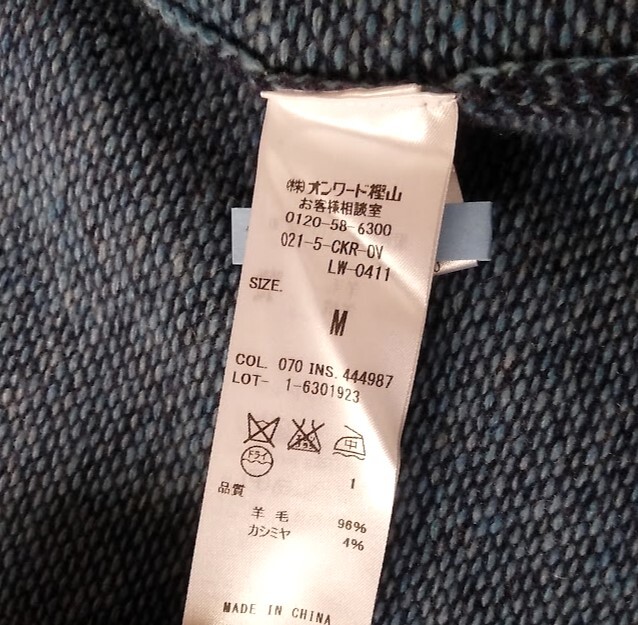 (株)オンワード樫山
お客様相談室
0120-58-6300
021-5-CKR-0V
LW-0411
SIZE.
M
COL. 070 INS. 444987
LOT- 1-6301923
中
ドライ
1
品質
羊毛 96%
カシミヤ 4%
MADE IN CHINA